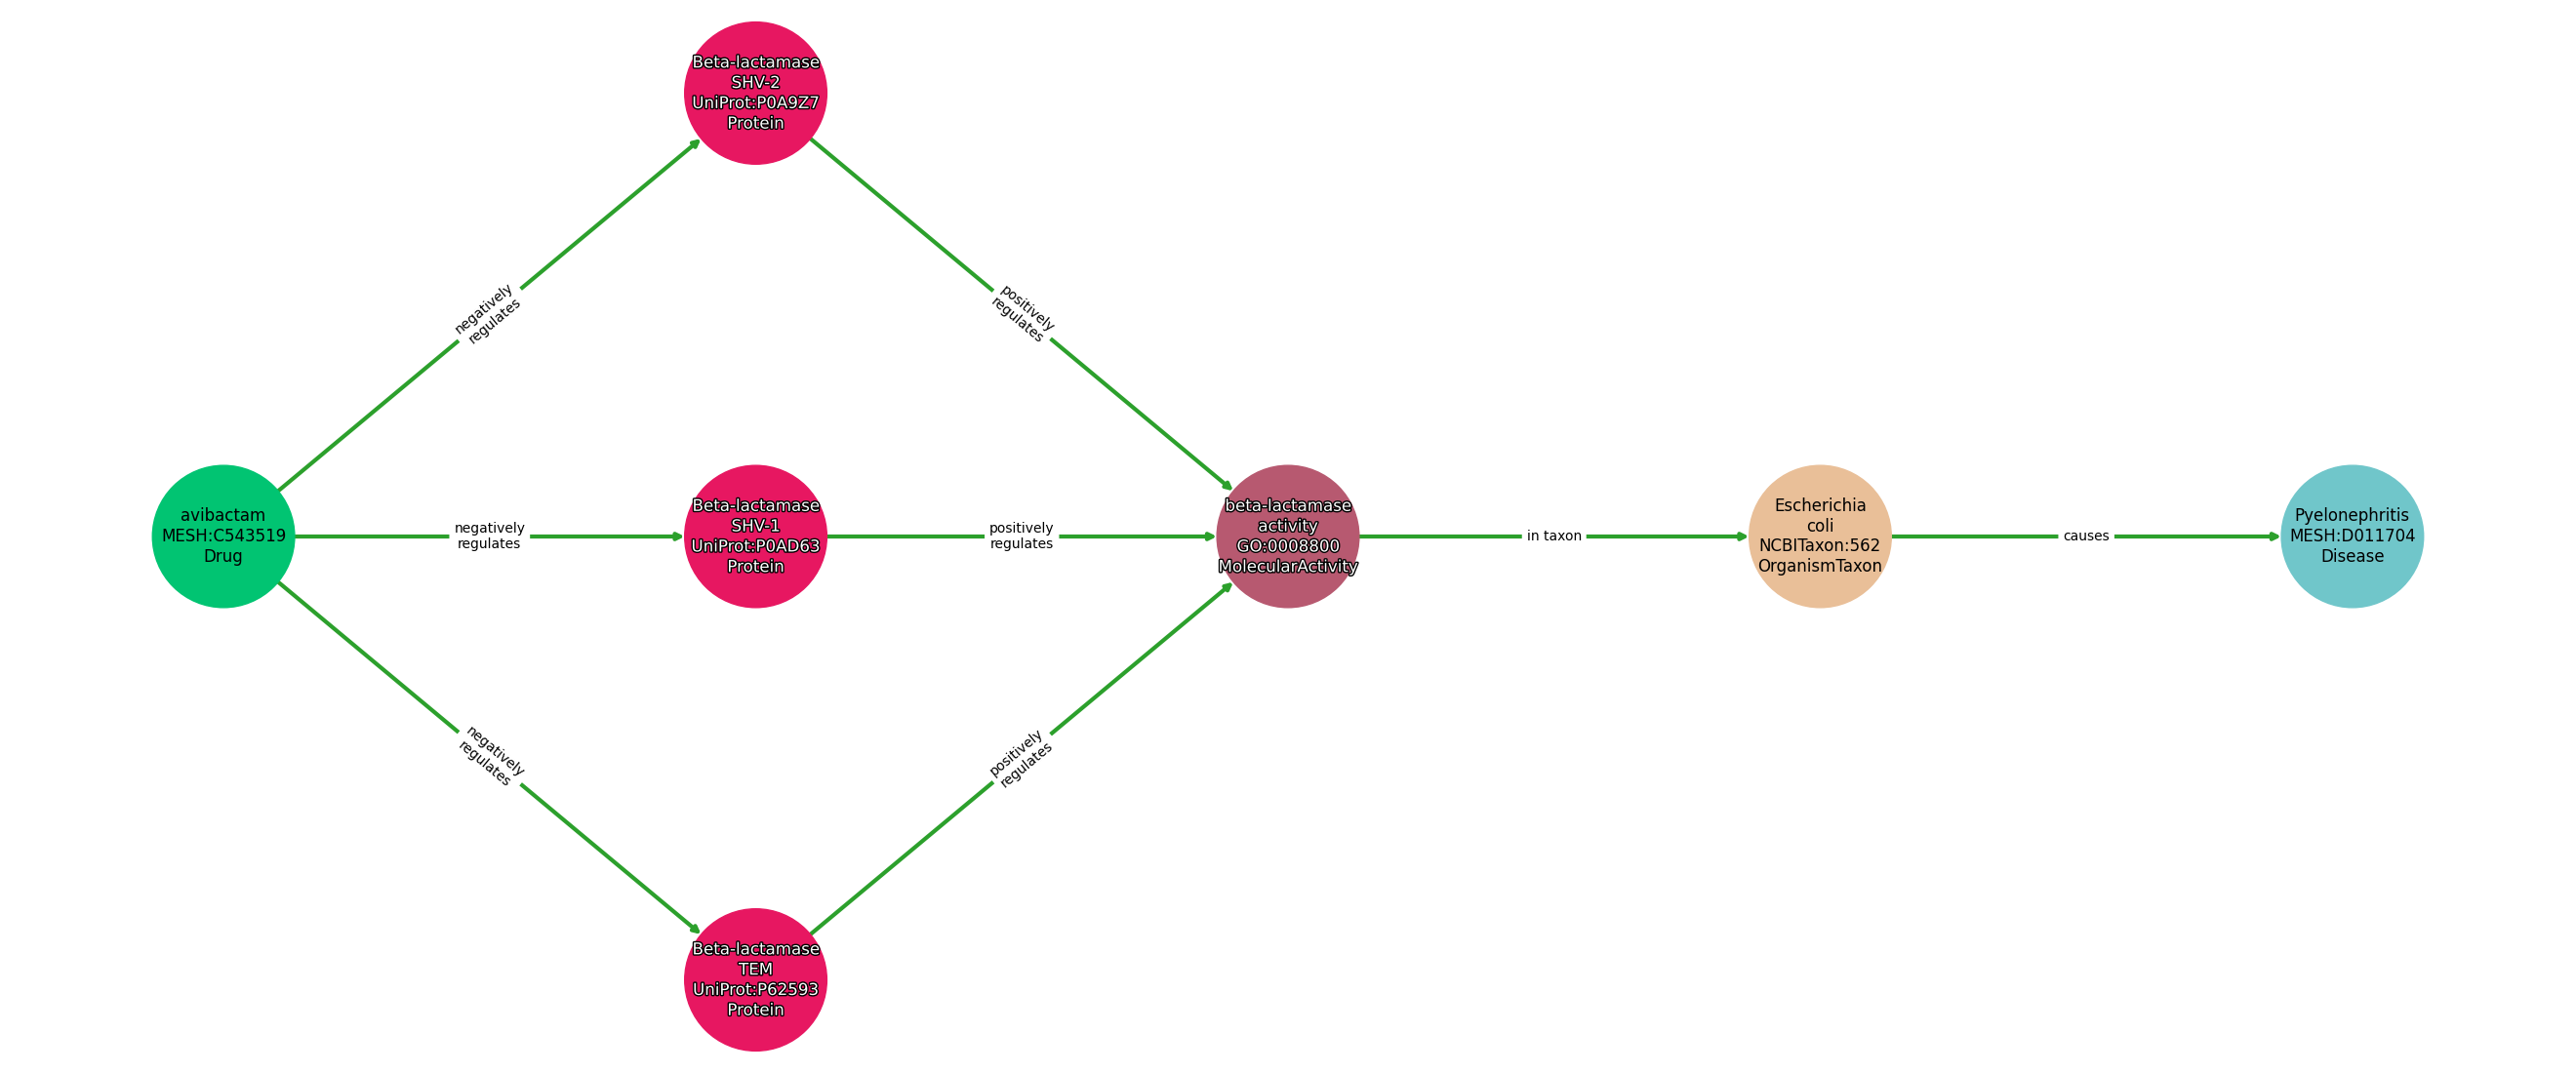 Beta-lactamase
SHV-2
UniProt:P0A9Z7
Protein
negatively
regulates
positively
regulates
avibactam
MESH:C543519
Drug
negatively
regulates
Beta-lactamase
SHV-1
UniProt:P0AD63
Protein
positively
regulates
beta-lactamase
activity
GO:0008800
MolecularActivity
in taxon
Escherichia
coli
NCBITaxon:562
OrganismTaxon
causes
Pyelonephritis
MESH:D011704
Disease
negatively
regulates
positively
regulates
Beta-lactamase
TEM
UniProt:P62593
Protein